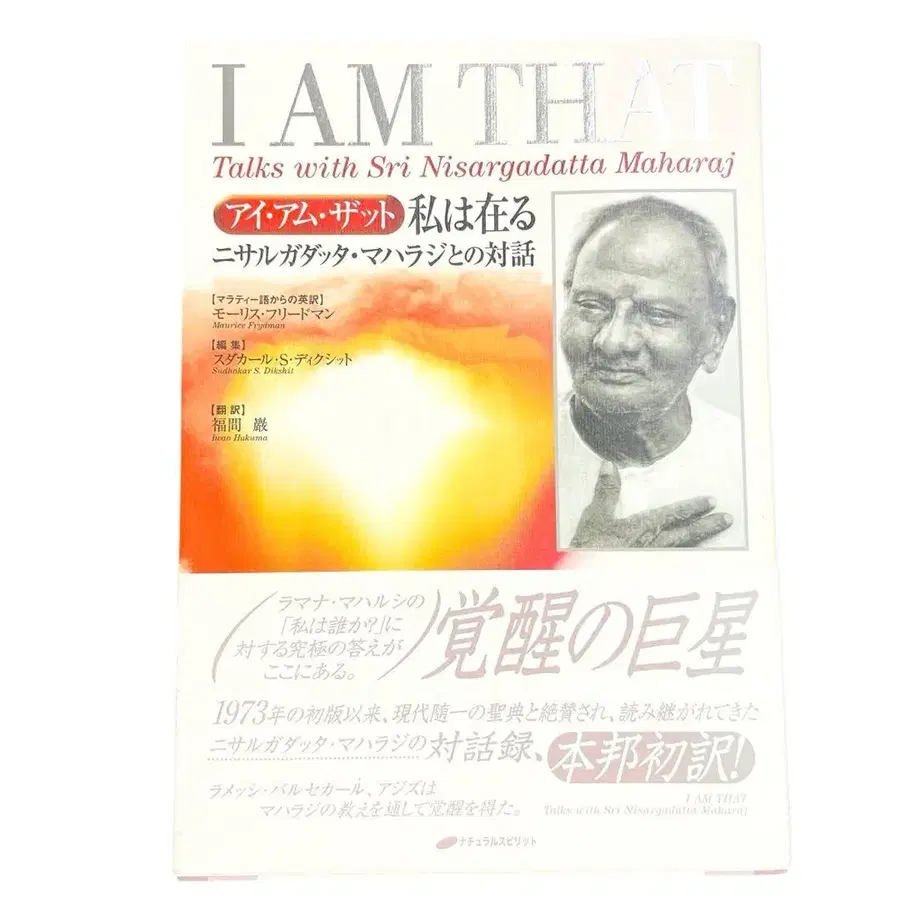 I AM THAT
Talks with Sri Nisargadatta Maharaj
アイ・アム・ザット 私は在る
ニサルガダッタ・マハラジとの対話
【マラティー語からの英訳】
モーリス・フリードマン
Maurice Frydman
【編集】
スダカール・S・ディクシット
Sudhakar S. Dikshit
【翻訳】
福間 巖
Iwao Hukuma
ラマナ・マハルシの
「私は誰か?」に
対する究極の答えが
ここにある。
覚醒の巨星
1973年の初版以来、現代随一の聖典と絶賛され、読み継がれてきた
ニサルガダッタ・マハラジの対話録、本邦初訳!
ラメッシ・バルセカール、アジズは
マハラジの教えを通して覚醒を得た。
I AM THAT
Talks with Sri Nisargadatta Maharaj
ナチュラルスピリット